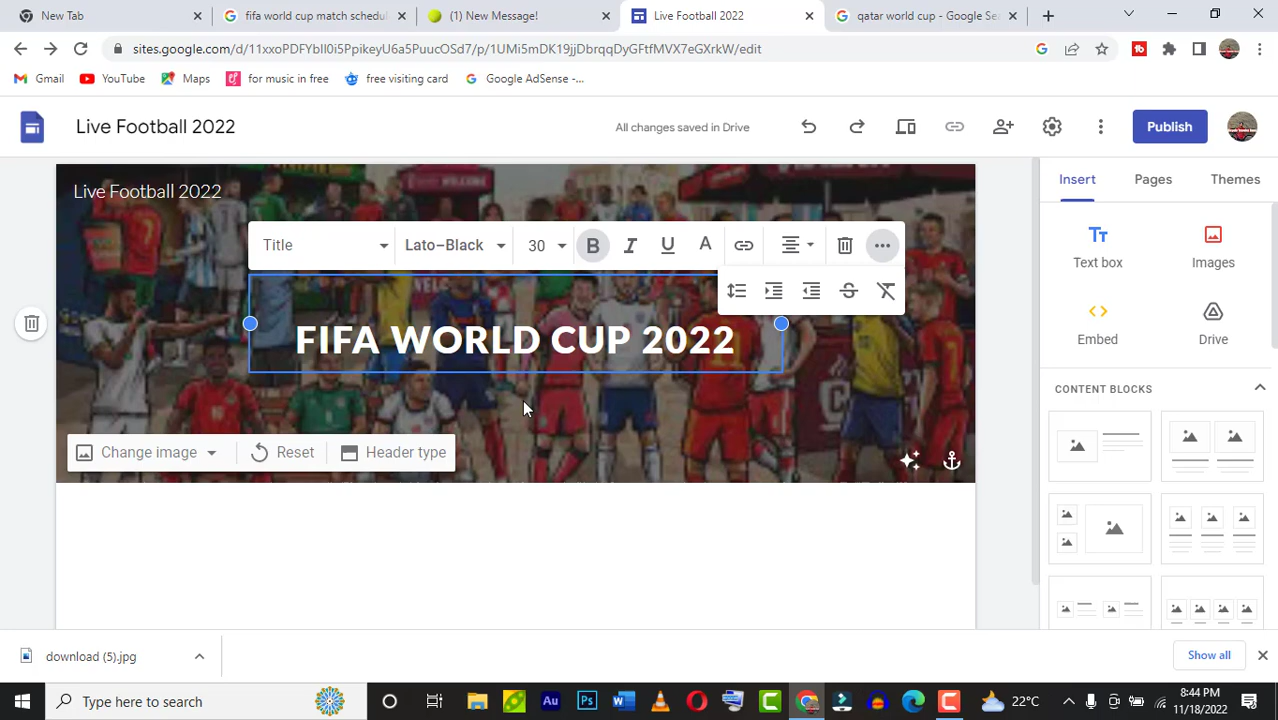 New Tab
fifa world cup match schedul
(1) New Message!
Live Football 2022
qatar world cup - Google Se
sites.google.com/d/11xxoPDFYbII0i5PpikeyU6a5PuucOSd7/p/1UMi5mDK19jjDbrqqDyGFtfMVX7eGXrkW/edit
Gmail
YouTube
Maps
for music in free
free visiting card
Google AdSense -...
Live Football 2022
All changes saved in Drive
Publish
Live Football 2022
Insert
Pages
Themes
Title
Lato–Black
30
B
I
U
A
Text box
Images
FIFA WORLD CUP 2022
Embed
Drive
CONTENT BLOCKS
Change image
Reset
Header type
download (5).jpg
Show all
Type here to search
22°C
8:44 PM
11/18/2022